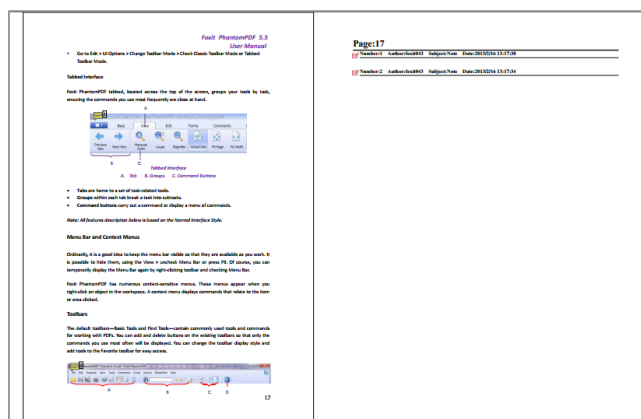 Foxit PhantomPDF 5.5
User Manual
• Go to Edit > UI Options > Change Toolbar Mode > Check Classic Toolbar Mode or Tabbed
Toolbar Mode.
Tabbed Interface
Foxit PhantomPDF tabbed, located across the top of the screen, groups your tools by task,
ensuring the commands you use most frequently are close at hand.
A
Basic View Edit Forms Comments
Previous View Next View Marquee Zoom Loupe Magnifier Actual Size Fit Page Fit Width
B C
Tabbed Interface
A. Tab B. Groups C. Command Buttons
• Tabs are home to a set of task-related tools.
• Groups within each tab break a task into subtasks.
• Command buttons carry out a command or display a menu of commands.
Note: All features description below is based on the Normal Interface Style.
Menu Bar and Context Menus
Ordinarily, it is a good idea to keep the menu bar visible so that they are available as you work. It
is possible to hide them, using the View > uncheck Menu Bar or press F9. Of course, you can
temporarily display the Menu Bar again by right-clicking toolbar and checking Menu Bar.
Foxit PhantomPDF has numerous context-sensitive menus. These menus appear when you
right-click an object in the workspace. A context menu displays commands that relate to the item
or area clicked.
Toolbars
The default toolbars—Basic Tools and Find Tools—contain commonly used tools and commands
for working with PDFs. You can add and delete buttons on the existing toolbars so that only the
commands you use most often will be displayed. You can change the toolbar display style and
add tools to the Favorite toolbar for easy access.
A B C D
17
Page:17
Number:1 Author:foxit043 Subject:Note Date:2013/2/16 13:17:30
Number:2 Author:foxit043 Subject:Note Date:2013/2/16 13:17:34